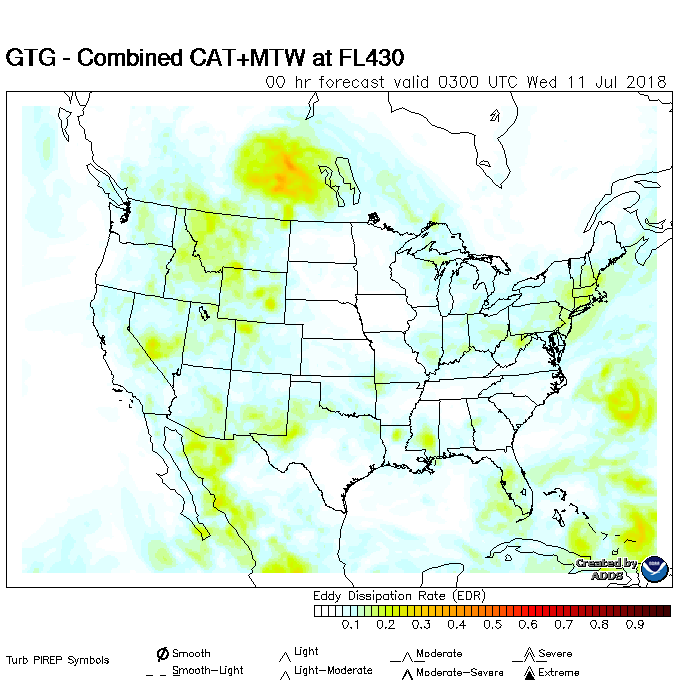 GTG - Combined CAT+MTW at FL430
00 hr forecast valid 0300 UTC Wed 11 Jul 2018
Created by
ADDS
Eddy Dissipation Rate (EDR)
0.1 0.2 0.3 0.4 0.5 0.6 0.7 0.8 0.9
Turb PIREP Symbols
Smooth Light Moderate Severe
Smooth-Light Light-Moderate Moderate-Severe Extreme